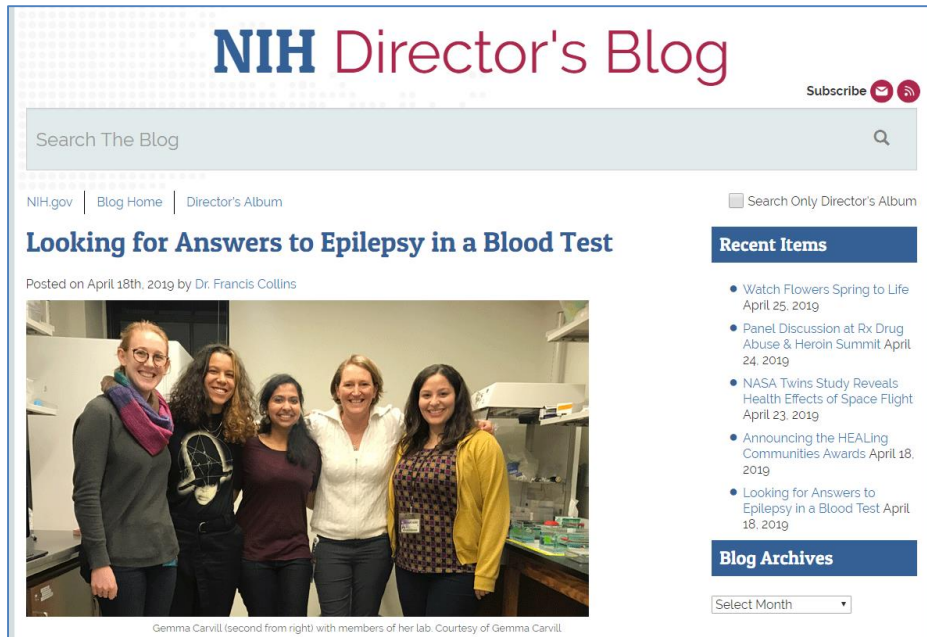 NIH Director's Blog
Subscribe
Search The Blog
NIH.gov
Blog Home
Director's Album
Search Only Director's Album
Looking for Answers to Epilepsy in a Blood Test
Posted on April 18th, 2019 by Dr. Francis Collins
Gemma Carvill (second from right) with members of her lab. Courtesy of Gemma Carvill
Recent Items
Watch Flowers Spring to Life
April 25, 2019
Panel Discussion at Rx Drug
Abuse & Heroin Summit April
24, 2019
NASA Twins Study Reveals
Health Effects of Space Flight
April 23, 2019
Announcing the HEALing
Communities Awards April 18,
2019
Looking for Answers to
Epilepsy in a Blood Test April
18, 2019
Blog Archives
Select Month